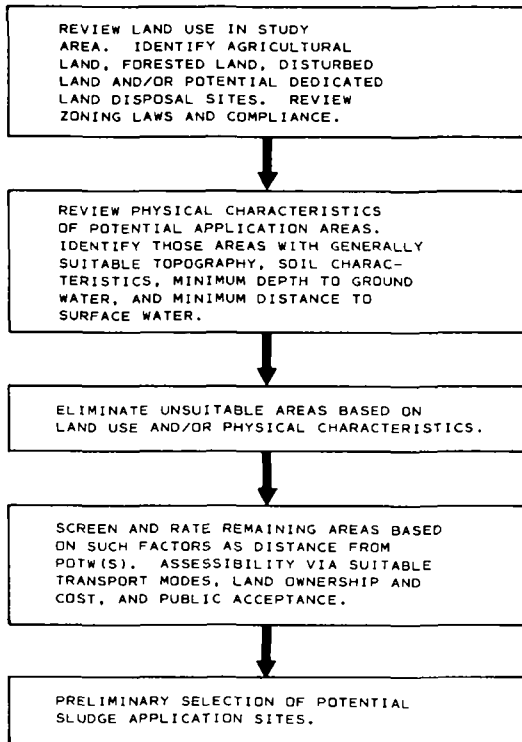 REVIEW LAND USE IN STUDY
AREA. IDENTIFY AGRICULTURAL
LAND, FORESTED LAND, DISTURBED
LAND AND/OR POTENTIAL DEDICATED
LAND DISPOSAL SITES. REVIEW
ZONING LAWS AND COMPLIANCE.
REVIEW PHYSICAL CHARACTERISTICS
OF POTENTIAL APPLICATION AREAS.
IDENTIFY THOSE AREAS WITH GENERALLY
SUITABLE TOPOGRAPHY, SOIL CHARAC-
TERISTICS, MINIMUM DEPTH TO GROUND
WATER, AND MINIMUM DISTANCE TO
SURFACE WATER.
ELIMINATE UNSUITABLE AREAS BASED ON
LAND USE AND/OR PHYSICAL CHARACTERISTICS.
SCREEN AND RATE REMAINING AREAS BASED
ON SUCH FACTORS AS DISTANCE FROM
POTW(S). ASSESSIBILITY VIA SUITABLE
TRANSPORT MODES, LAND OWNERSHIP AND
COST, AND PUBLIC ACCEPTANCE.
PRELIMINARY SELECTION OF POTENTIAL
SLUDGE APPLICATION SITES.